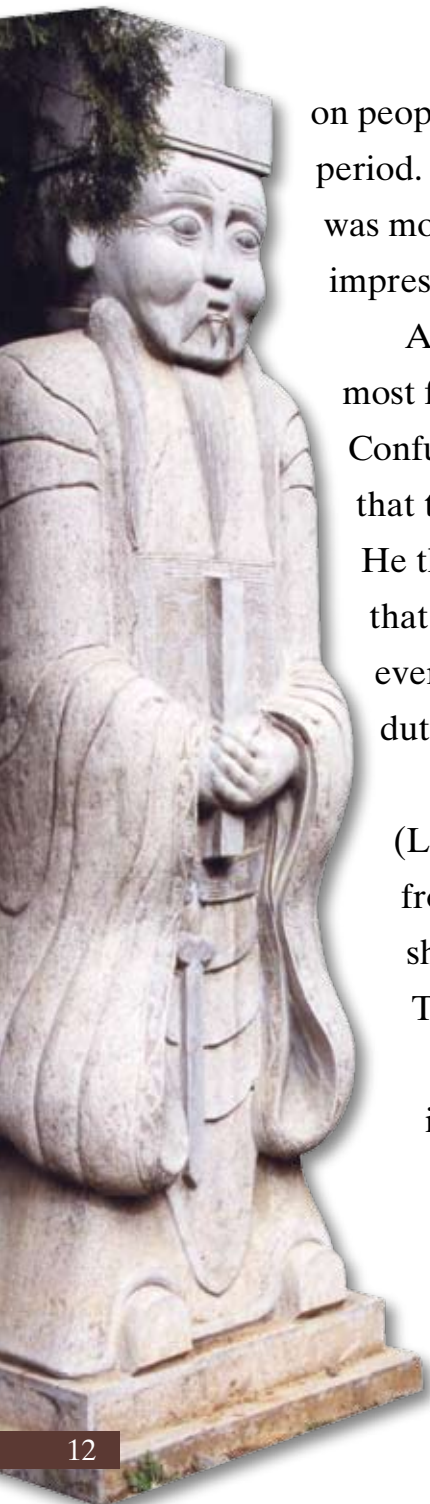 on peop
period.
was mo
impres
A
most f
Confu
that t
He th
that
ever
dut
(L
fro
sh
T
i
12